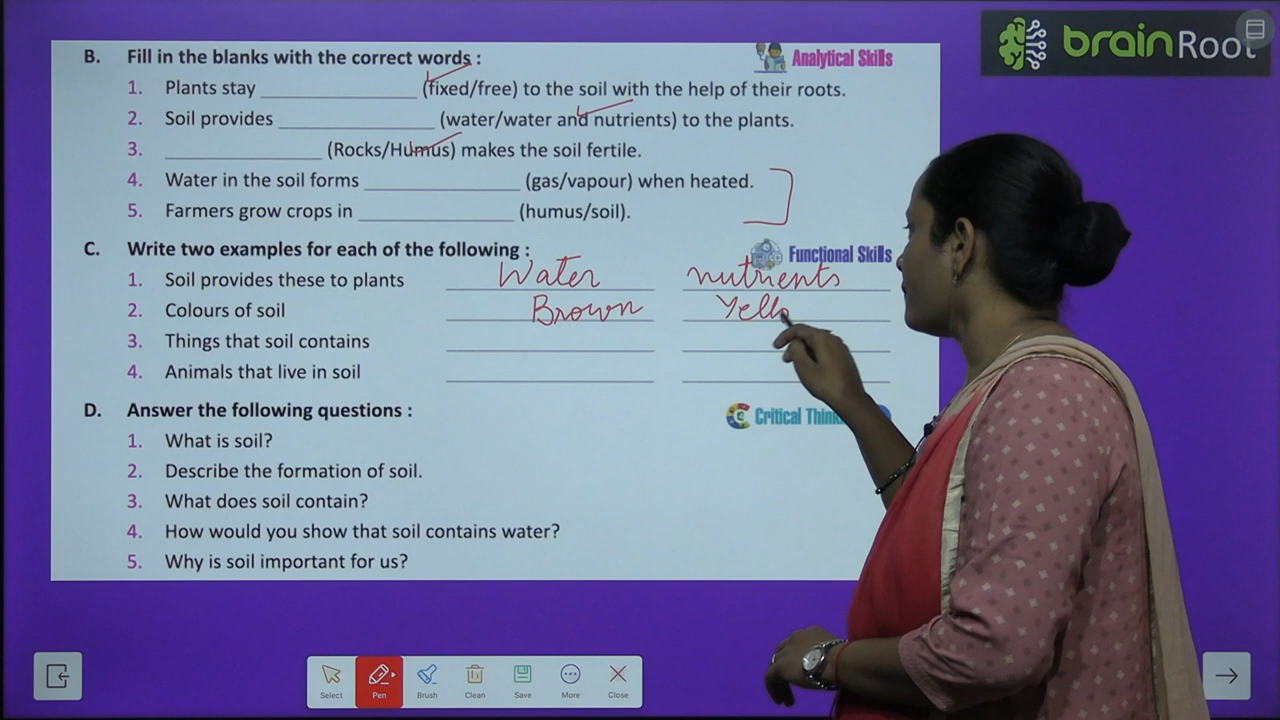 brainRoot
B. Fill in the blanks with the correct words :
Analytical Skills
1. Plants stay ________________ (fixed/free) to the soil with the help of their roots.
2. Soil provides ________________ (water/water and nutrients) to the plants.
3. ________________ (Rocks/Humus) makes the soil fertile.
4. Water in the soil forms ________________ (gas/vapour) when heated.
5. Farmers grow crops in ________________ (humus/soil).
C. Write two examples for each of the following :
Functional Skills
1. Soil provides these to plants Water nutrients
2. Colours of soil Brown Yello
3. Things that soil contains
4. Animals that live in soil
D. Answer the following questions :
Critical
1. What is soil?
2. Describe the formation of soil.
3. What does soil contain?
4. How would you show that soil contains water?
5. Why is soil important for us?
Select Pen Brush Clean Save More Close